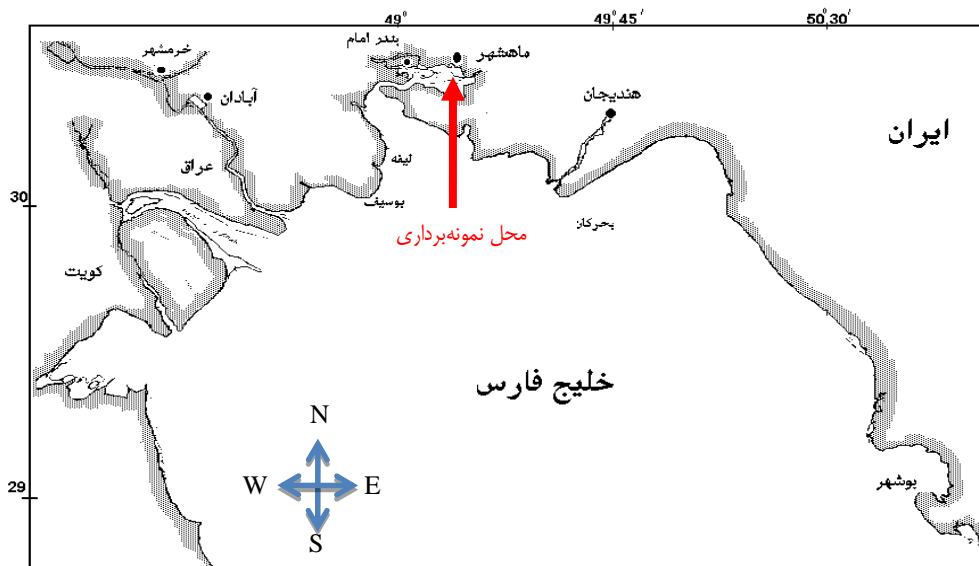 49° 49°45′ 50°30′
بندر امام
ماهشهر
خرمشهر
آبادان
هندیجان
ایران
عراق
لیفه
بوسیف
30
بحرکان
محل نمونه‌برداری
کویت
خلیج فارس
N
W E
S
بوشهر
29